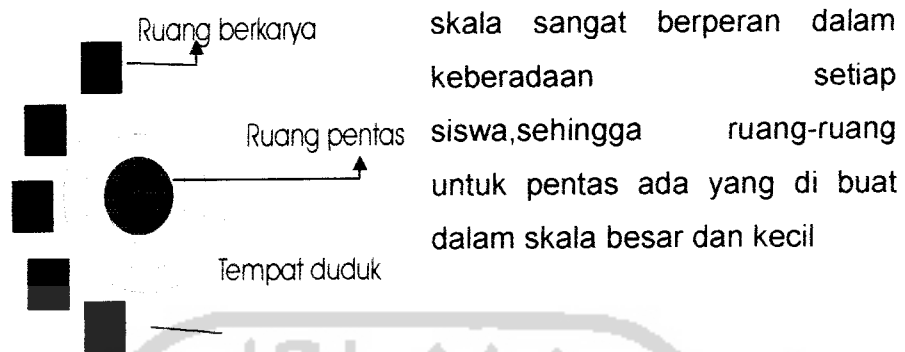 Ruang berkarya
Ruang pentas
Tempat duduk
skala sangat berperan dalam
keberadaan setiap
siswa,sehingga ruang-ruang
untuk pentas ada yang di buat
dalam skala besar dan kecil